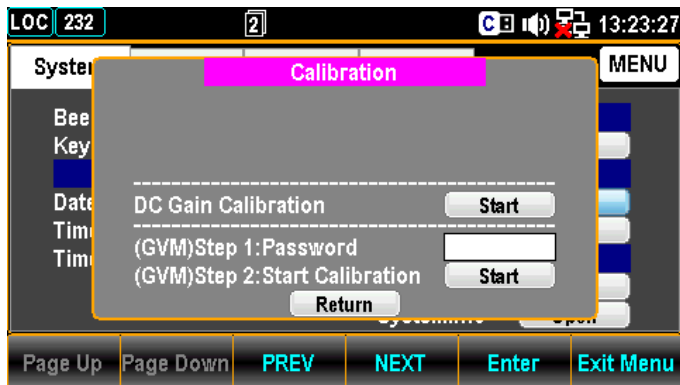 LOC 232 2 C 13:23:27
MENU
Calibration
Bee
Key
Date
DC Gain Calibration Start
Tim
(GVM)Step 1:Password
Tim
(GVM)Step 2:Start Calibration Start
Return
Page Up Page Down PREV NEXT Enter Exit Menu